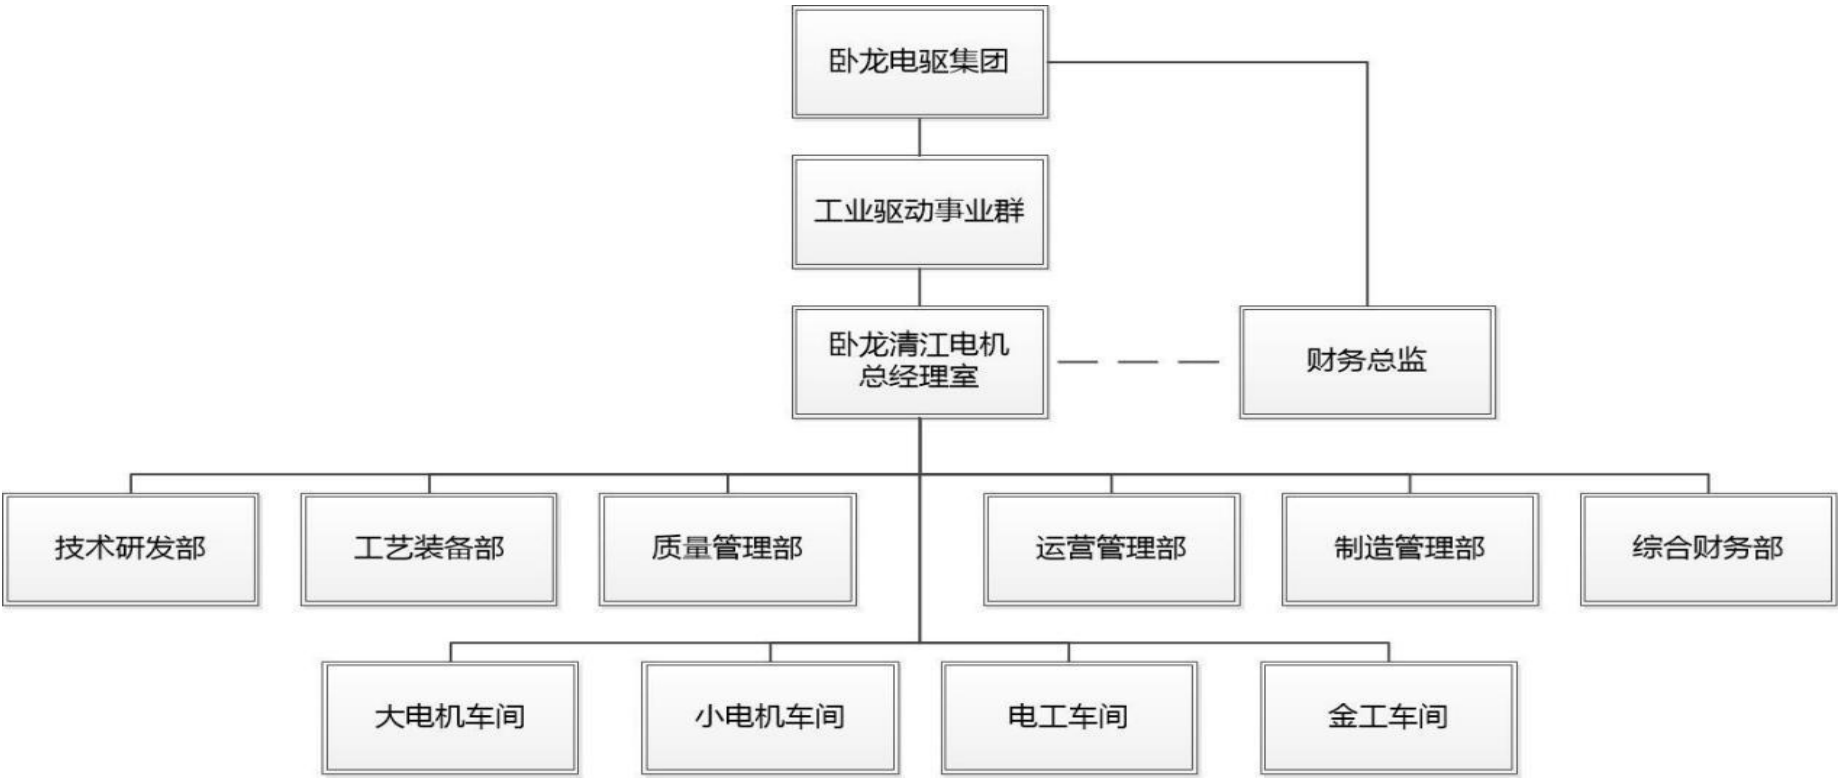 卧龙电驱集团
工业驱动事业群
卧龙清江电机
总经理室
财务总监
技术研发部
工艺装备部
质量管理部
运营管理部
制造管理部
综合财务部
大电机车间
小电机车间
电工车间
金工车间